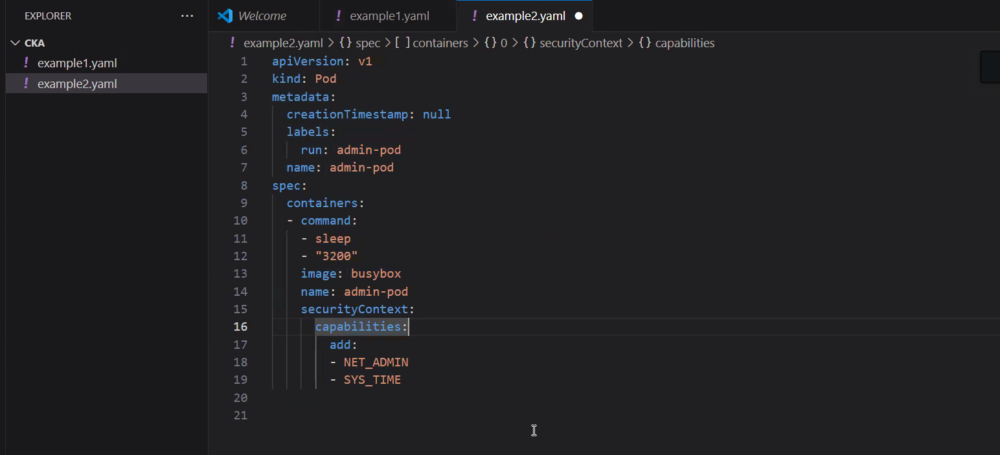 EXPLORER ···
CKA
example1.yaml
example2.yaml
Welcome
! example1.yaml
! example2.yaml
! example2.yaml > {} spec > [ ] containers > {} 0 > {} securityContext > {} capabilities
1 apiVersion: v1
2 kind: Pod
3 metadata:
4   creationTimestamp: null
5   labels:
6     run: admin-pod
7   name: admin-pod
8 spec:
9   containers:
10   - command:
11     - sleep
12     - "3200"
13     image: busybox
14     name: admin-pod
15     securityContext:
16       capabilities:
17         add:
18         - NET_ADMIN
19         - SYS_TIME
20
21